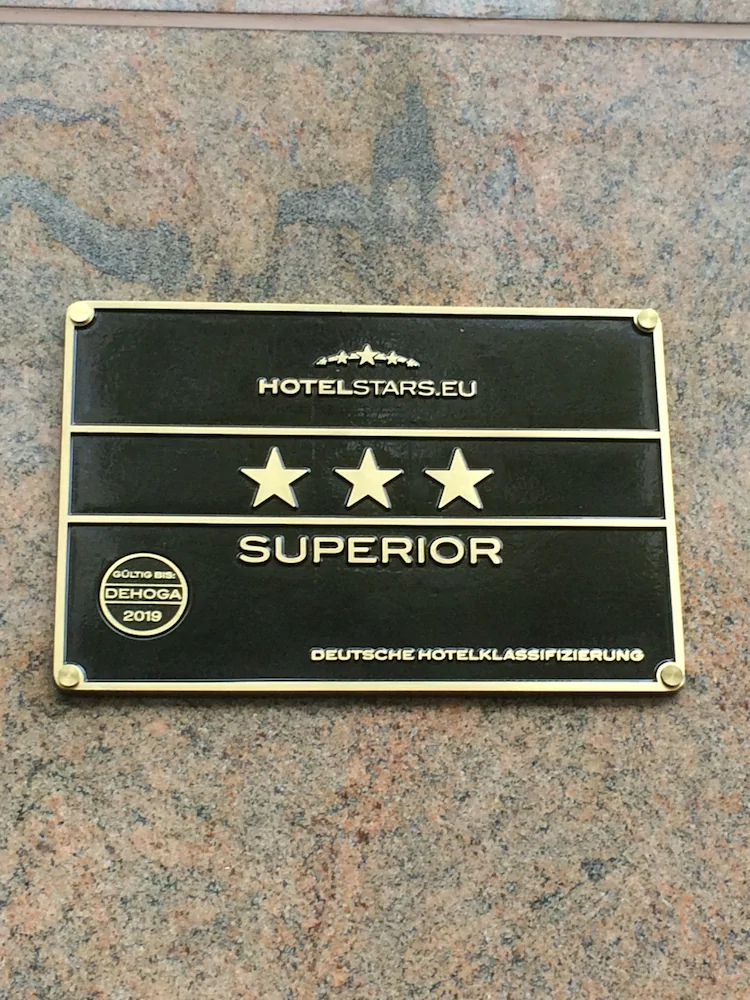 HOTELSTARS.EU
SUPERIOR
GÜLTIG BIS:
DEHOGA
2019
DEUTSCHE HOTELKLASSIFIZIERUNG